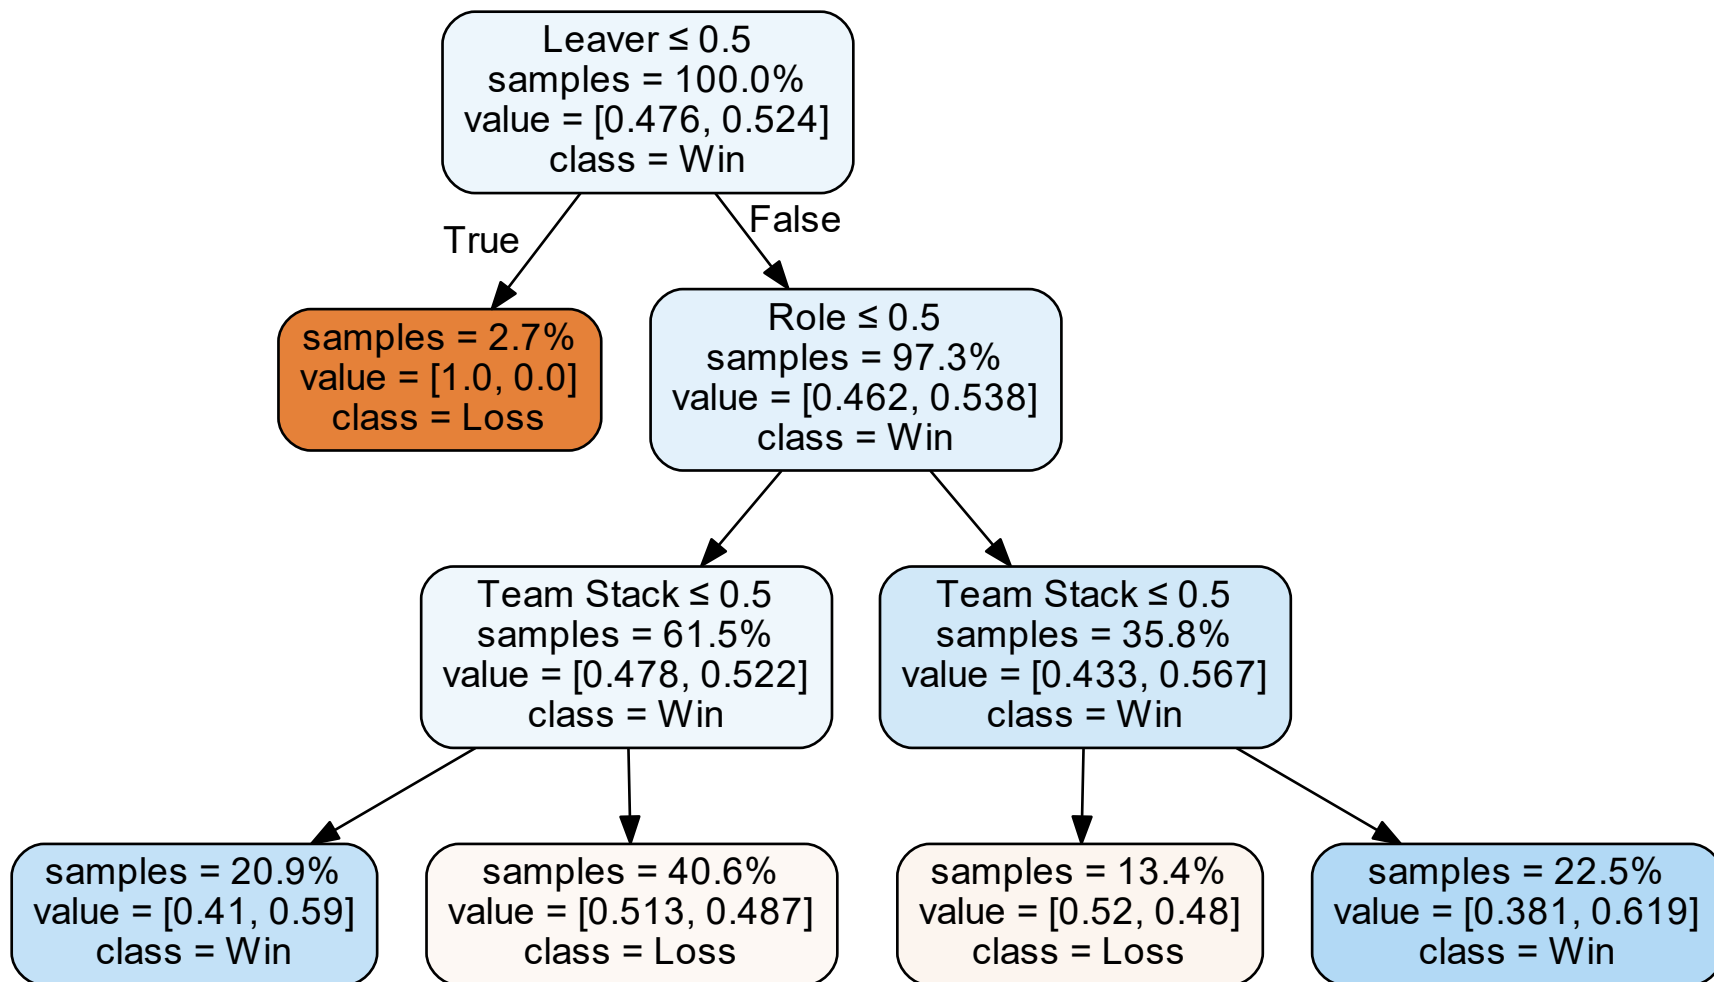 Leaver ≤ 0.5
samples = 100.0%
value = [0.476, 0.524]
class = Win
True
False
samples = 2.7%
value = [1.0, 0.0]
class = Loss
Role ≤ 0.5
samples = 97.3%
value = [0.462, 0.538]
class = Win
Team Stack ≤ 0.5
samples = 61.5%
value = [0.478, 0.522]
class = Win
Team Stack ≤ 0.5
samples = 35.8%
value = [0.433, 0.567]
class = Win
samples = 20.9%
value = [0.41, 0.59]
class = Win
samples = 40.6%
value = [0.513, 0.487]
class = Loss
samples = 13.4%
value = [0.52, 0.48]
class = Loss
samples = 22.5%
value = [0.381, 0.619]
class = Win